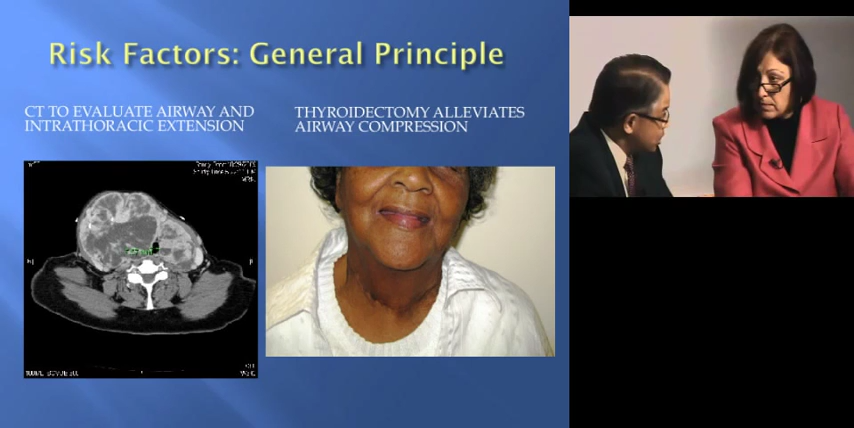 Risk Factors: General Principle
CT TO EVALUATE AIRWAY AND
INTRATHORACIC EXTENSION
THYROIDECTOMY ALLEVIATES
AIRWAY COMPRESSION